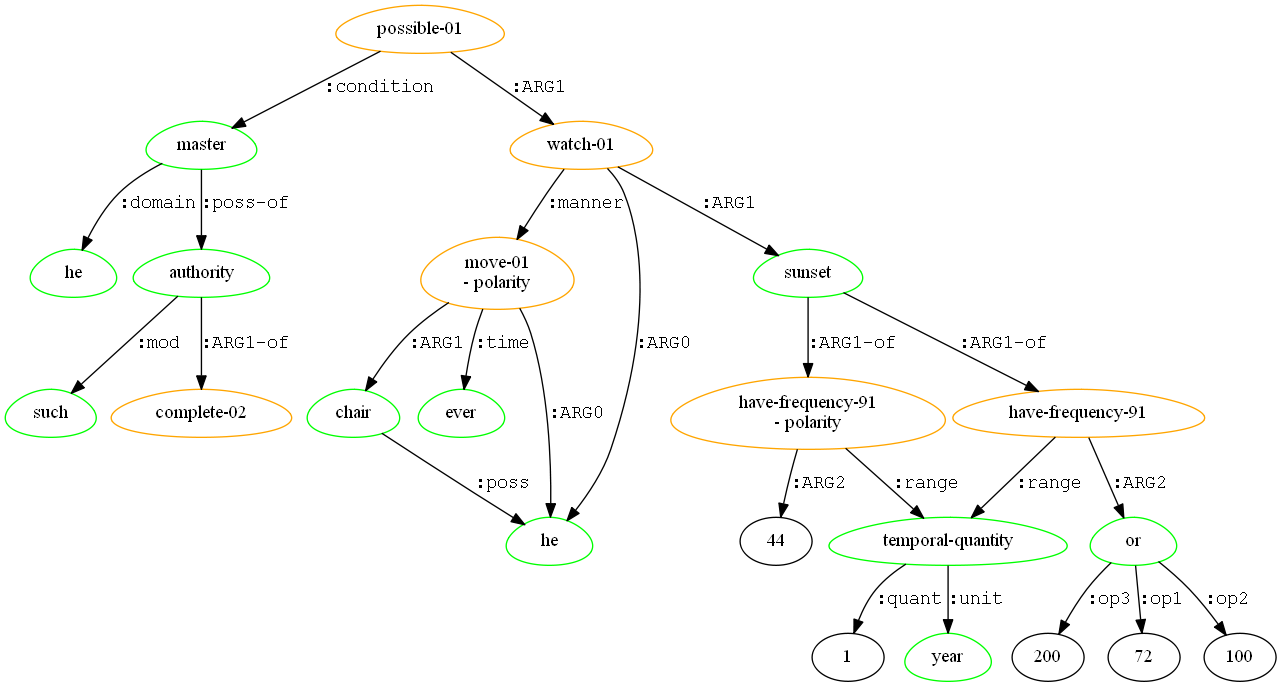 possible-01
:condition
:ARG1
master
watch-01
:domain
:poss-of
:manner
:ARG1
he
authority
move-01
- polarity
sunset
:mod
:ARG1-of
:ARG1
:time
:ARG0
:ARG0
:ARG1-of
:ARG1-of
such
complete-02
chair
ever
have-frequency-91
- polarity
have-frequency-91
:poss
:ARG2
:range
:range
:ARG2
he
44
temporal-quantity
or
:quant
:unit
:op3
:op1
:op2
1
year
200
72
100